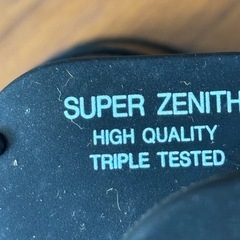 SUPER ZENITH
HIGH QUALITY
TRIPLE TESTED